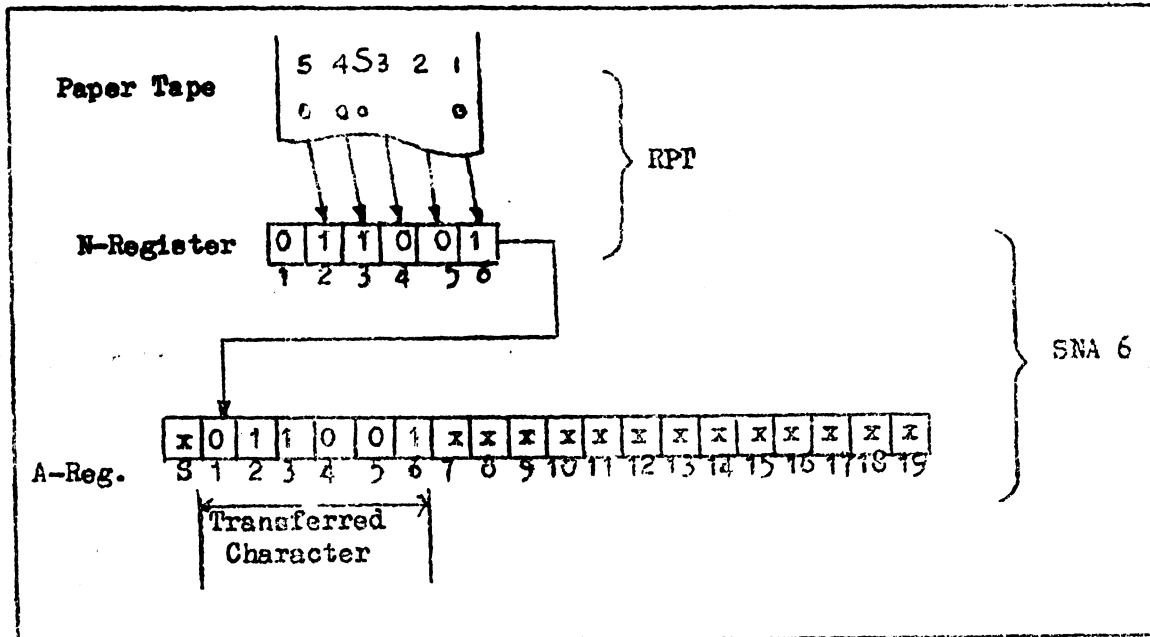 5 4 S 3 2 1
Paper Tape
RPT
N-Register 0 1 1 0 0 1
1 2 3 4 5 6
SNA 6
x 0 1 1 0 0 1 x x x x x x x x x x x x x
A-Reg. S 1 2 3 4 5 6 7 8 9 10 11 12 13 14 15 16 17 18 19
Transferred
Character